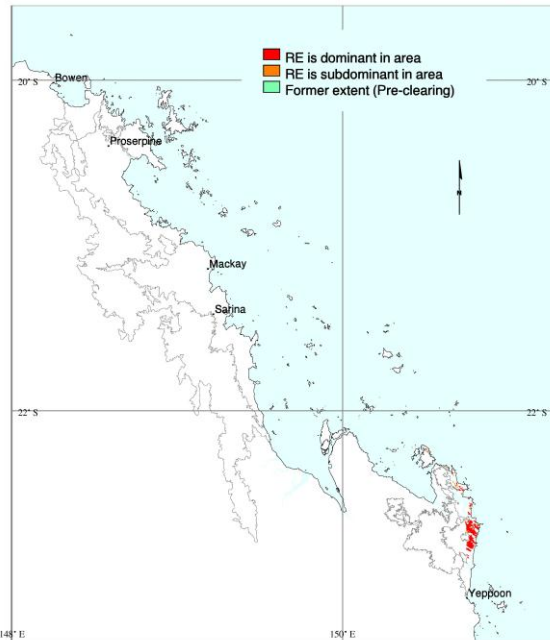 RE is dominant in area
RE is subdominant in area
Former extent (Pre-clearing)
20° S
20° S
Bowen
Proserpine
N
Mackay
Sarina
22° S
22° S
Yeppoon
148° E
150° E